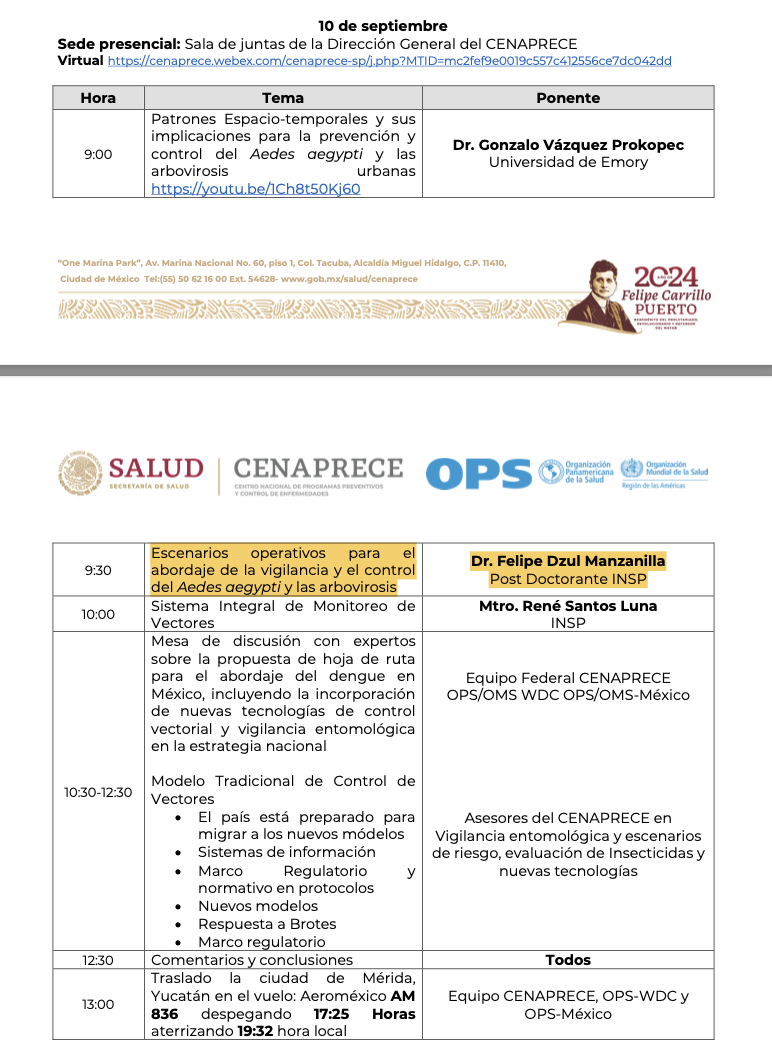 10 de septiembre
Sede presencial: Sala de juntas de la Dirección General del CENAPRECE
Virtual https://cenaprece.webex.com/cenaprece-sp/j.php?MTID=mc2fef9e0019c557c412556ce7dc042dd
Hora Tema Ponente
9:00
Patrones Espacio-temporales y sus
implicaciones para la prevención y
control del Aedes aegypti y las
arbovirosis urbanas
https://youtu.be/1Ch8t50Kj60
Dr. Gonzalo Vázquez Prokopec
Universidad de Emory
"One Marina Park", Av. Marina Nacional No. 60, piso 1, Col. Tacuba, Alcaldía Miguel Hidalgo, C.P. 11410,
Ciudad de México Tel:(55) 50 62 16 00 Ext. 54628- www.gob.mx/salud/cenaprece
2024
AÑO DE
Felipe Carrillo
PUERTO
BENEMÉRITO DEL PROLETARIADO,
REVOLUCIONARIO Y DEFENSOR
DEL MAYAB
SALUD
SECRETARÍA DE SALUD
CENAPRECE
CENTRO NACIONAL DE PROGRAMAS PREVENTIVOS
Y CONTROL DE ENFERMEDADES
OPS
Organización
Panamericana
de la Salud
Organización
Mundial de la Salud
Región de las Américas
9:30
Escenarios operativos para el
abordaje de la vigilancia y el control
del Aedes aegypti y las arbovirosis
Dr. Felipe Dzul Manzanilla
Post Doctorante INSP
10:00
Sistema Integral de Monitoreo de
Vectores
Mtro. René Santos Luna
INSP
10:30-12:30
Mesa de discusión con expertos
sobre la propuesta de hoja de ruta
para el abordaje del dengue en
México, incluyendo la incorporación
de nuevas tecnologías de control
vectorial y vigilancia entomológica
en la estrategia nacional
Modelo Tradicional de Control de
Vectores
• El país está preparado para
migrar a los nuevos módelos
• Sistemas de información
• Marco Regulatorio y
normativo en protocolos
• Nuevos modelos
• Respuesta a Brotes
• Marco regulatorio
Equipo Federal CENAPRECE
OPS/OMS WDC OPS/OMS-México
Asesores del CENAPRECE en
Vigilancia entomológica y escenarios
de riesgo, evaluación de Insecticidas y
nuevas tecnologías
12:30 Comentarios y conclusiones Todos
13:00
Traslado la ciudad de Mérida,
Yucatán en el vuelo: Aeroméxico AM
836 despegando 17:25 Horas
aterrizando 19:32 hora local
Equipo CENAPRECE, OPS-WDC y
OPS-México